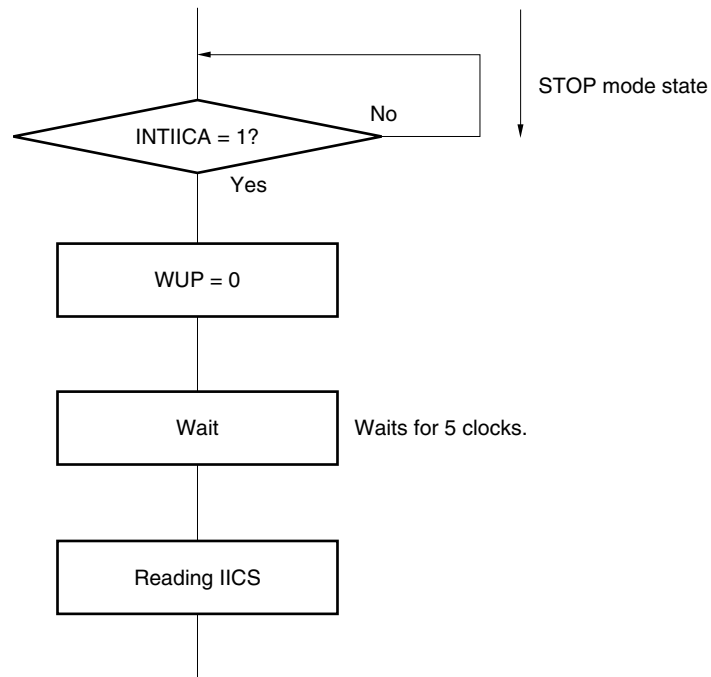 STOP mode state
No
INTIICA = 1?
Yes
WUP = 0
Wait
Waits for 5 clocks.
Reading IICS